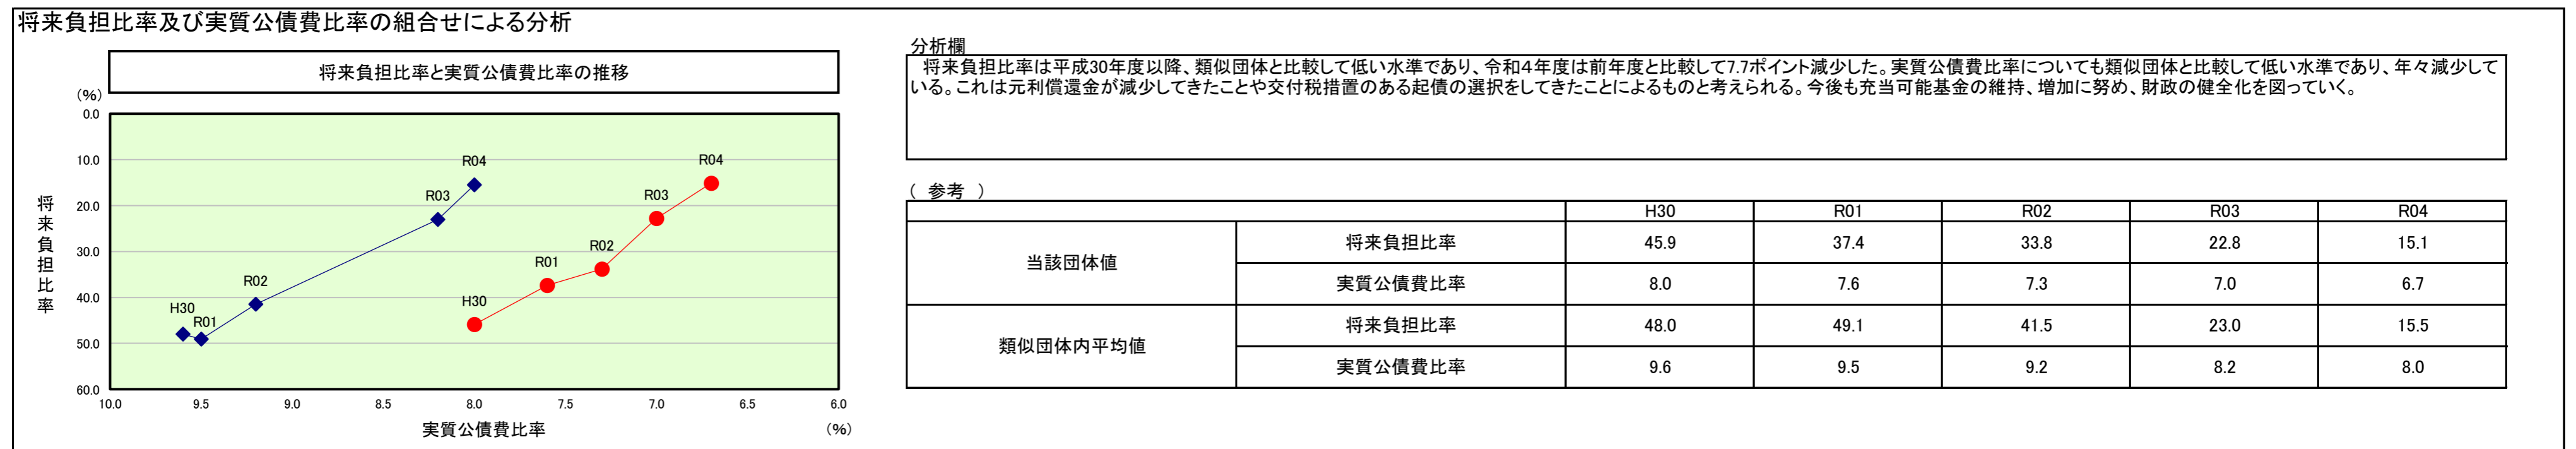 将来負担比率及び実質公債費比率の組合せによる分析
将来負担比率と実質公債費比率の推移
(%)
0.0
10.0
20.0
30.0
40.0
50.0
60.0
将来負担比率
R04
R03
R02
H30
R01
R04
R03
R02
R01
H30
10.0 9.5 9.0 8.5 8.0 7.5 7.0 6.5 6.0
実質公債費比率
(%)
分析欄
将来負担比率は平成30年度以降、類似団体と比較して低い水準であり、令和４年度は前年度と比較して7.7ポイント減少した。実質公債費比率についても類似団体と比較して低い水準であり、年々減少して
いる。これは元利償還金が減少してきたことや交付税措置のある起債の選択をしてきたことによるものと考えられる。今後も充当可能基金の維持、増加に努め、財政の健全化を図っていく。
（ 参考 ）
H30 R01 R02 R03 R04
当該団体値
将来負担比率 45.9 37.4 33.8 22.8 15.1
実質公債費比率 8.0 7.6 7.3 7.0 6.7
類似団体内平均値
将来負担比率 48.0 49.1 41.5 23.0 15.5
実質公債費比率 9.6 9.5 9.2 8.2 8.0